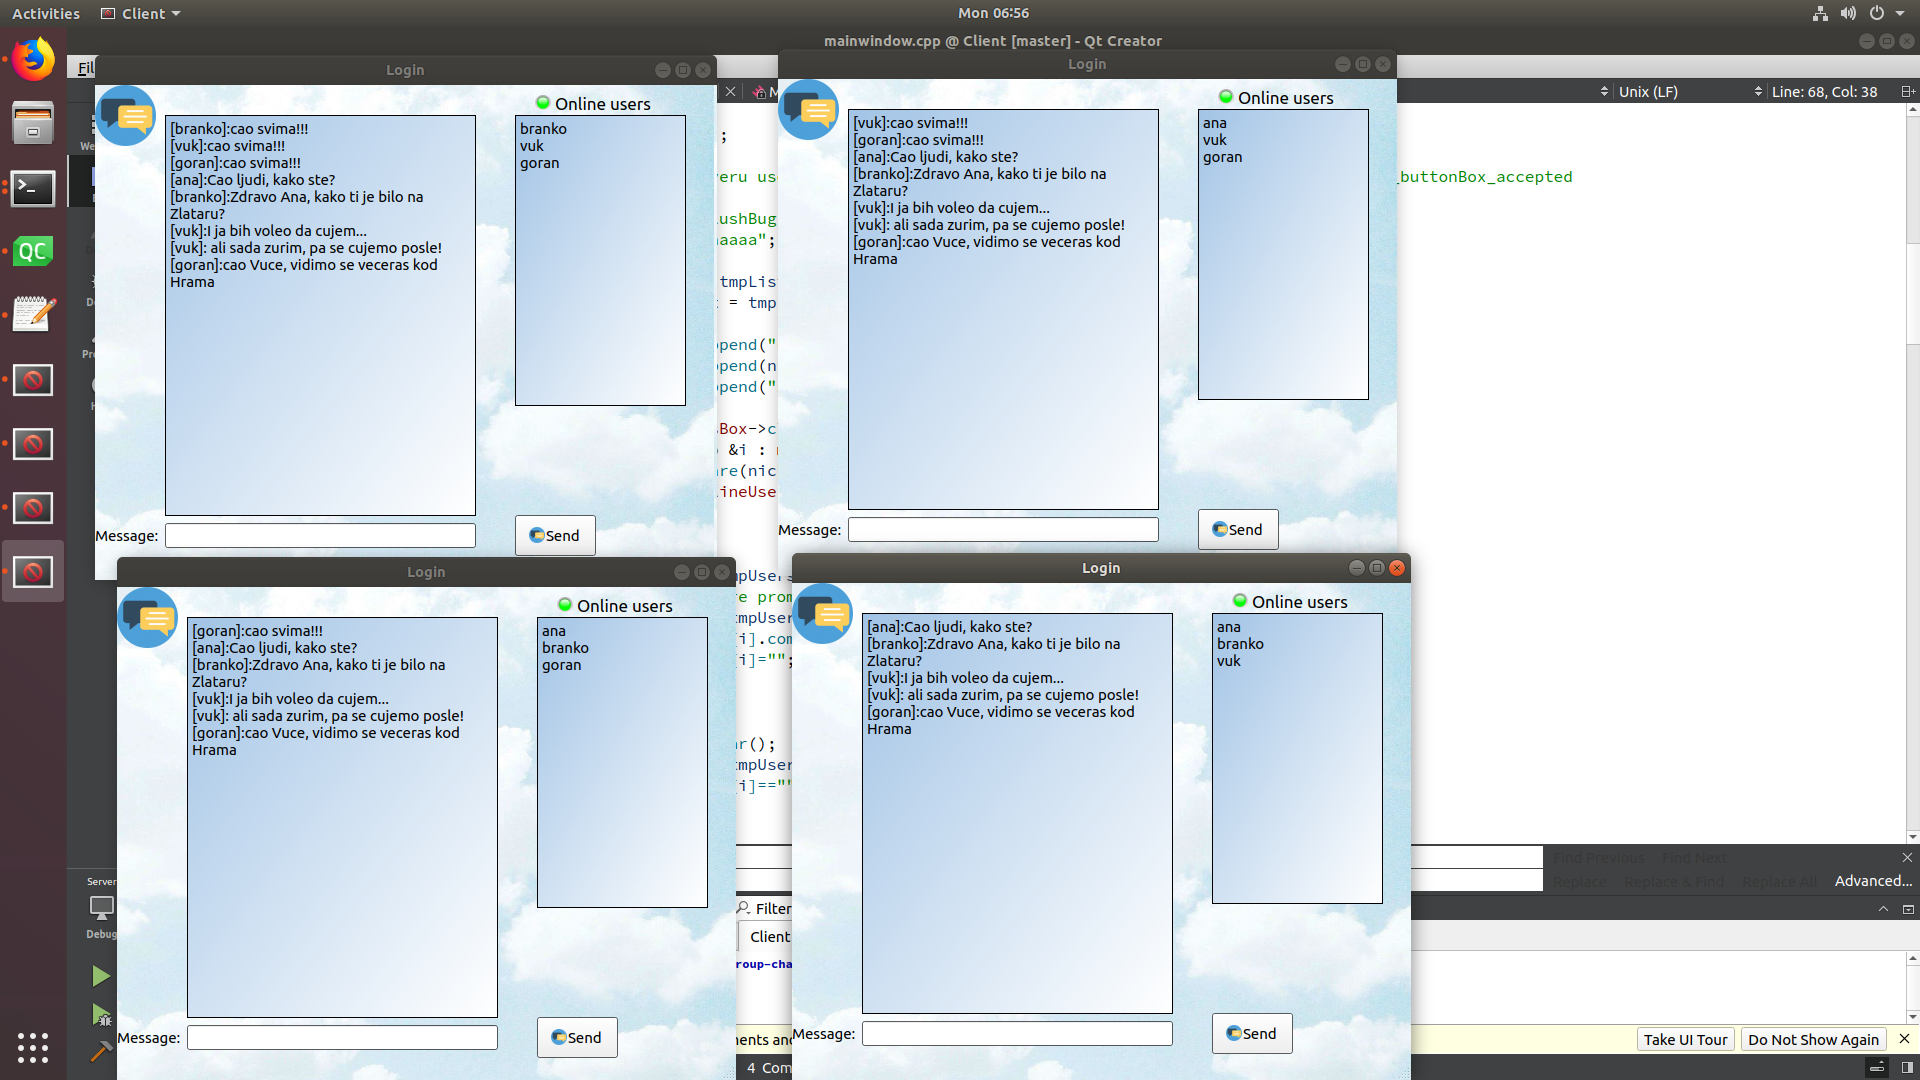 Activities
Client
Mon 06:56
mainwindow.cpp @ Client [master] - Qt Creator
Unix (LF)
Line: 68, Col: 38
Login
Online users
[branko]:cao svima!!!
[vuk]:cao svima!!!
[goran]:cao svima!!!
[ana]:Cao ljudi, kako ste?
[branko]:Zdravo Ana, kako ti je bilo na
Zlataru?
[vuk]:I ja bih voleo da cujem...
[vuk]: ali sada zurim, pa se cujemo posle!
[goran]:cao Vuce, vidimo se veceras kod
Hrama
branko
vuk
goran
Message:
Send
Login
Online users
[vuk]:cao svima!!!
[goran]:cao svima!!!
[ana]:Cao ljudi, kako ste?
[branko]:Zdravo Ana, kako ti je bilo na
Zlataru?
[vuk]:I ja bih voleo da cujem...
[vuk]: ali sada zurim, pa se cujemo posle!
[goran]:cao Vuce, vidimo se veceras kod
Hrama
ana
vuk
goran
Message:
Send
_buttonBox_accepted
Login
Online users
[goran]:cao svima!!!
[ana]:Cao ljudi, kako ste?
[branko]:Zdravo Ana, kako ti je bilo na
Zlataru?
[vuk]:I ja bih voleo da cujem...
[vuk]: ali sada zurim, pa se cujemo posle!
[goran]:cao Vuce, vidimo se veceras kod
Hrama
ana
branko
goran
Message:
Send
Login
Online users
[ana]:Cao ljudi, kako ste?
[branko]:Zdravo Ana, kako ti je bilo na
Zlataru?
[vuk]:I ja bih voleo da cujem...
[vuk]: ali sada zurim, pa se cujemo posle!
[goran]:cao Vuce, vidimo se veceras kod
Hrama
ana
branko
vuk
Message:
Send
Server
Debug
Find Previous
Find Next
Replace
Replace & Find
Replace All
Advanced...
Filter
Client
Take UI Tour
Do Not Show Again
QC